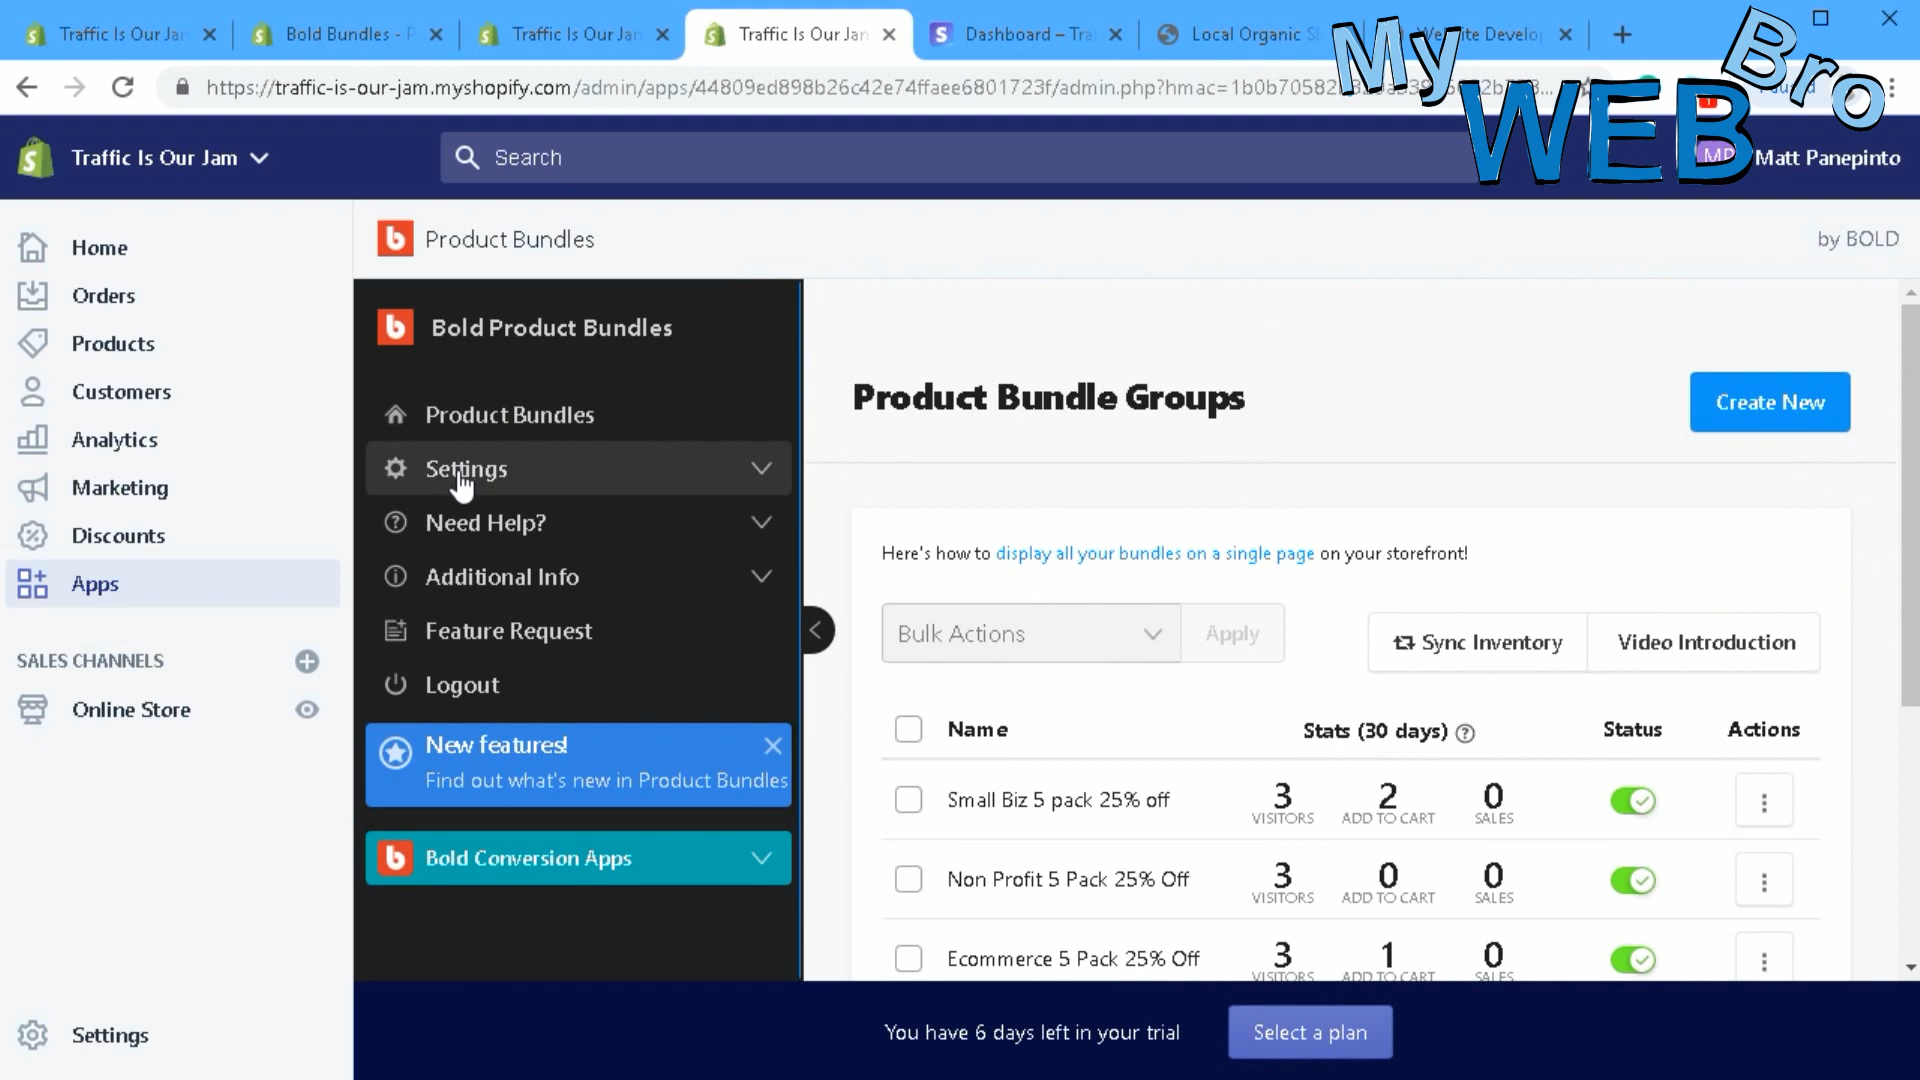 Traffic Is Our Jam
Bold Bundles - P
Traffic Is Our Jam
Traffic Is Our Jam
Dashboard – Tra
Local Organic SE
Website Develop
https://traffic-is-our-jam.myshopify.com/admin/apps/44809ed898b26c42e74ffaee6801723f/admin.php?hmac=1b0b70582
My
WEB
Bro
Traffic Is Our Jam
Search
MP
Matt Panepinto
Home
Orders
Products
Customers
Analytics
Marketing
Discounts
Apps
SALES CHANNELS
Online Store
Settings
Product Bundles
by BOLD
Bold Product Bundles
Product Bundles
Settings
Need Help?
Additional Info
Feature Request
Logout
New features!
Find out what's new in Product Bundles
Bold Conversion Apps
Product Bundle Groups
Create New
Here's how to display all your bundles on a single page on your storefront!
Bulk Actions
Apply
Sync Inventory
Video Introduction
Name Stats (30 days) Status Actions
Small Biz 5 pack 25% off 3 2 0
VISITORS ADD TO CART SALES
Non Profit 5 Pack 25% Off 3 0 0
VISITORS ADD TO CART SALES
Ecommerce 5 Pack 25% Off 3 1 0
VISITORS ADD TO CART SALES
You have 6 days left in your trial
Select a plan